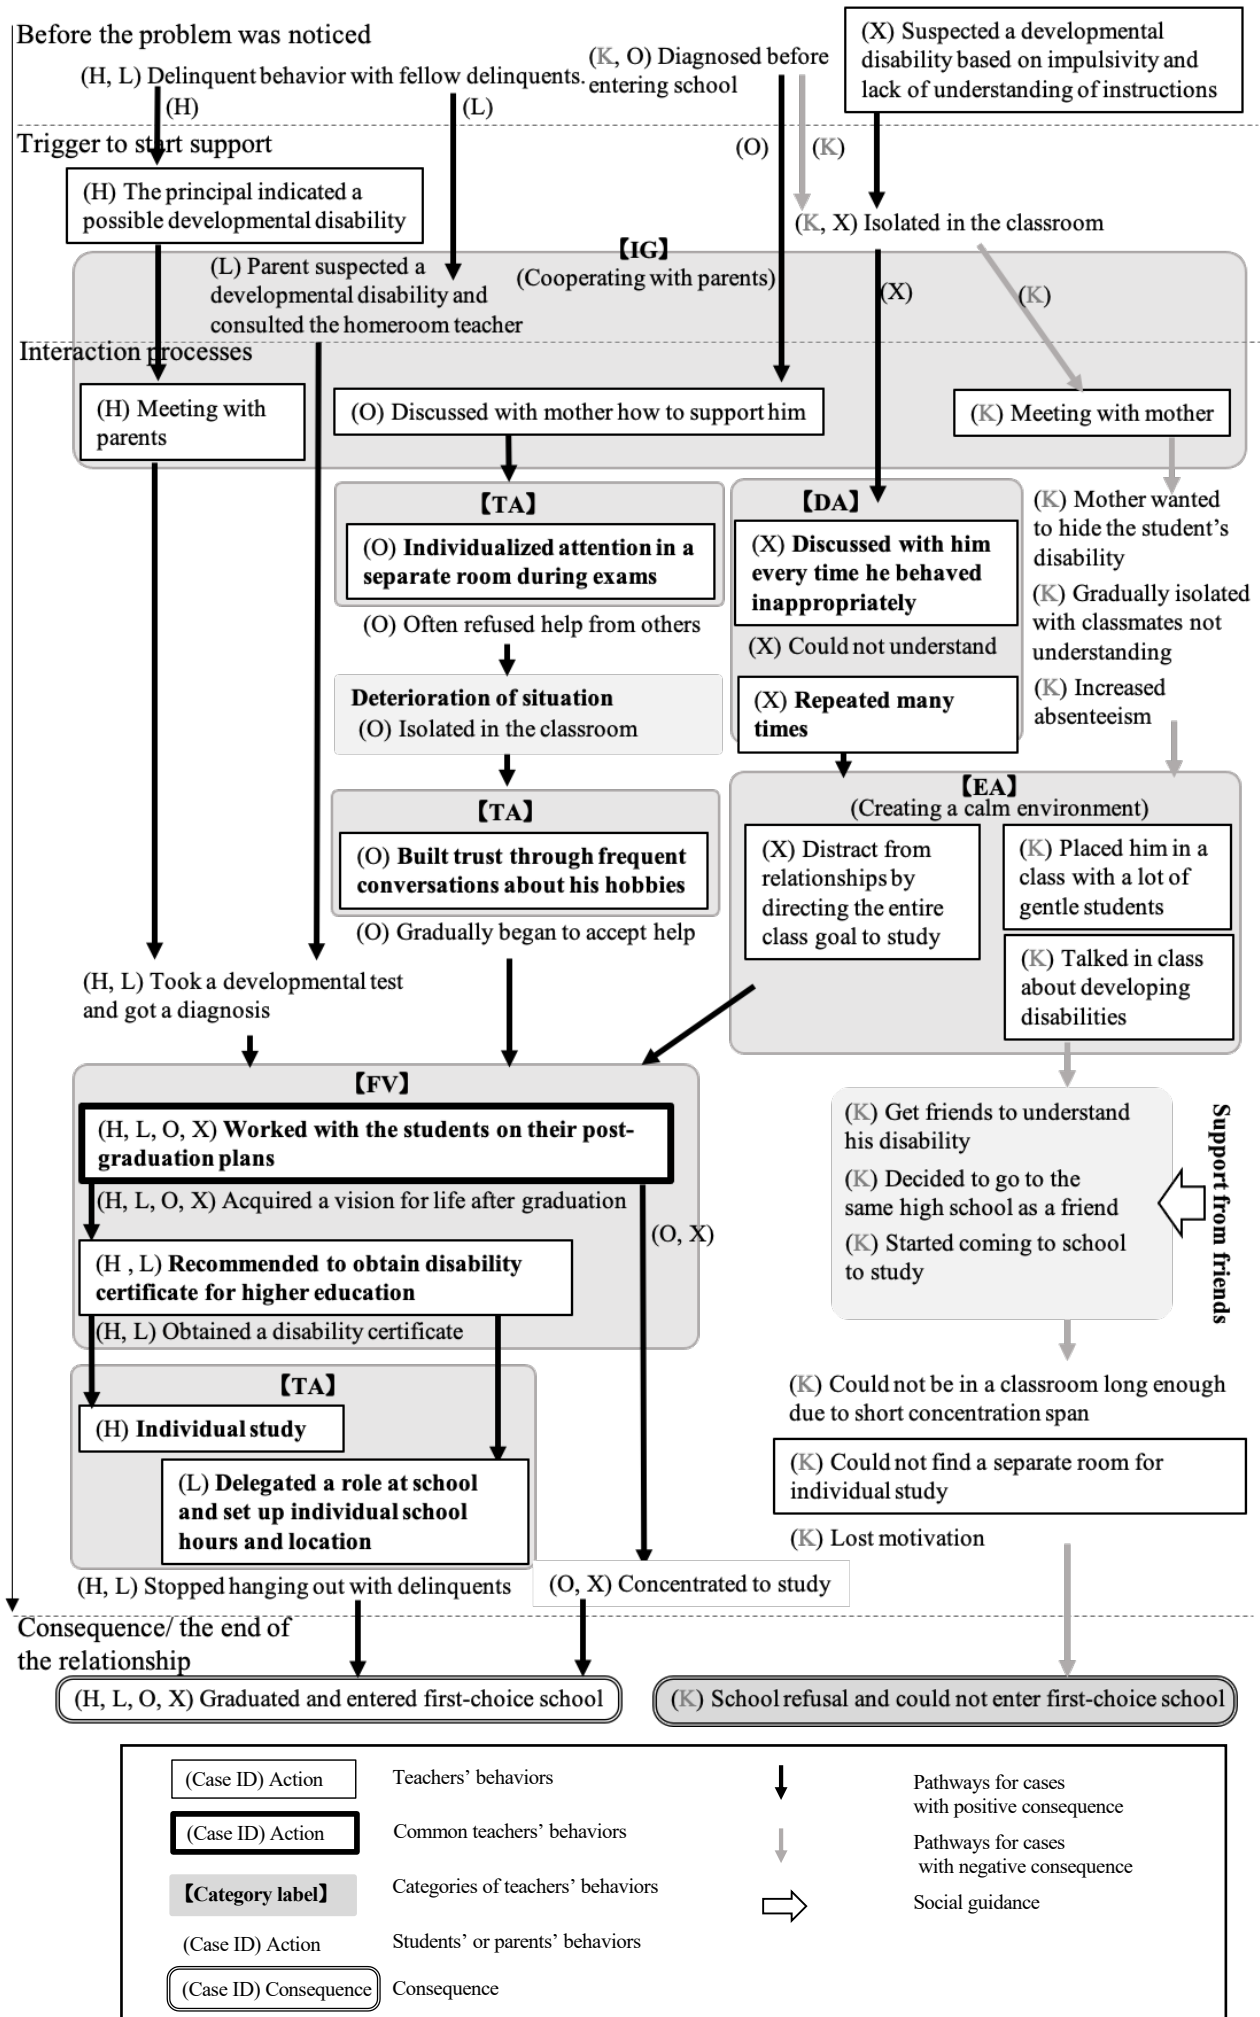 Before the problem was noticed
(H, L) Delinquent behavior with fellow delinquents.
(K, O) Diagnosed before
entering school
(X) Suspected a developmental
disability based on impulsivity and
lack of understanding of instructions
(H)
(L)
Trigger to start support
(O)
(K)
(H) The principal indicated a
possible developmental disability
(K, X) Isolated in the classroom
【IG】
(Cooperating with parents)
(L) Parent suspected a
developmental disability and
consulted the homeroom teacher
(X)
(K)
Interaction processes
(H) Meeting with
parents
(O) Discussed with mother how to support him
(K) Meeting with mother
【TA】
(O) Individualized attention in a
separate room during exams
(O) Often refused help from others
Deterioration of situation
(O) Isolated in the classroom
【TA】
(O) Built trust through frequent
conversations about his hobbies
(O) Gradually began to accept help
【DA】
(X) Discussed with him
every time he behaved
inappropriately
(X) Could not understand
(X) Repeated many
times
(K) Mother wanted
to hide the student’s
disability
(K) Gradually isolated
with classmates not
understanding
(K) Increased
absenteeism
【EA】
(Creating a calm environment)
(X) Distract from
relationships by
directing the entire
class goal to study
(K) Placed him in a
class with a lot of
gentle students
(K) Talked in class
about developing
disabilities
(H, L) Took a developmental test
and got a diagnosis
【FV】
(H, L, O, X) Worked with the students on their post-
graduation plans
(H, L, O, X) Acquired a vision for life after graduation
(O, X)
(H , L) Recommended to obtain disability
certificate for higher education
(H, L) Obtained a disability certificate
(K) Get friends to understand
his disability
(K) Decided to go to the
same high school as a friend
(K) Started coming to school
to study
Support from friends
【TA】
(H) Individual study
(L) Delegated a role at school
and set up individual school
hours and location
(K) Could not be in a classroom long enough
due to short concentration span
(K) Could not find a separate room for
individual study
(K) Lost motivation
(H, L) Stopped hanging out with delinquents
(O, X) Concentrated to study
Consequence/ the end of
the relationship
(H, L, O, X) Graduated and entered first-choice school
(K) School refusal and could not enter first-choice school
(Case ID) Action
Teachers’ behaviors
(Case ID) Action
Common teachers’ behaviors
【Category label】
Categories of teachers’ behaviors
(Case ID) Action
Students’ or parents’ behaviors
(Case ID) Consequence
Consequence
Pathways for cases
with positive consequence
Pathways for cases
with negative consequence
Social guidance